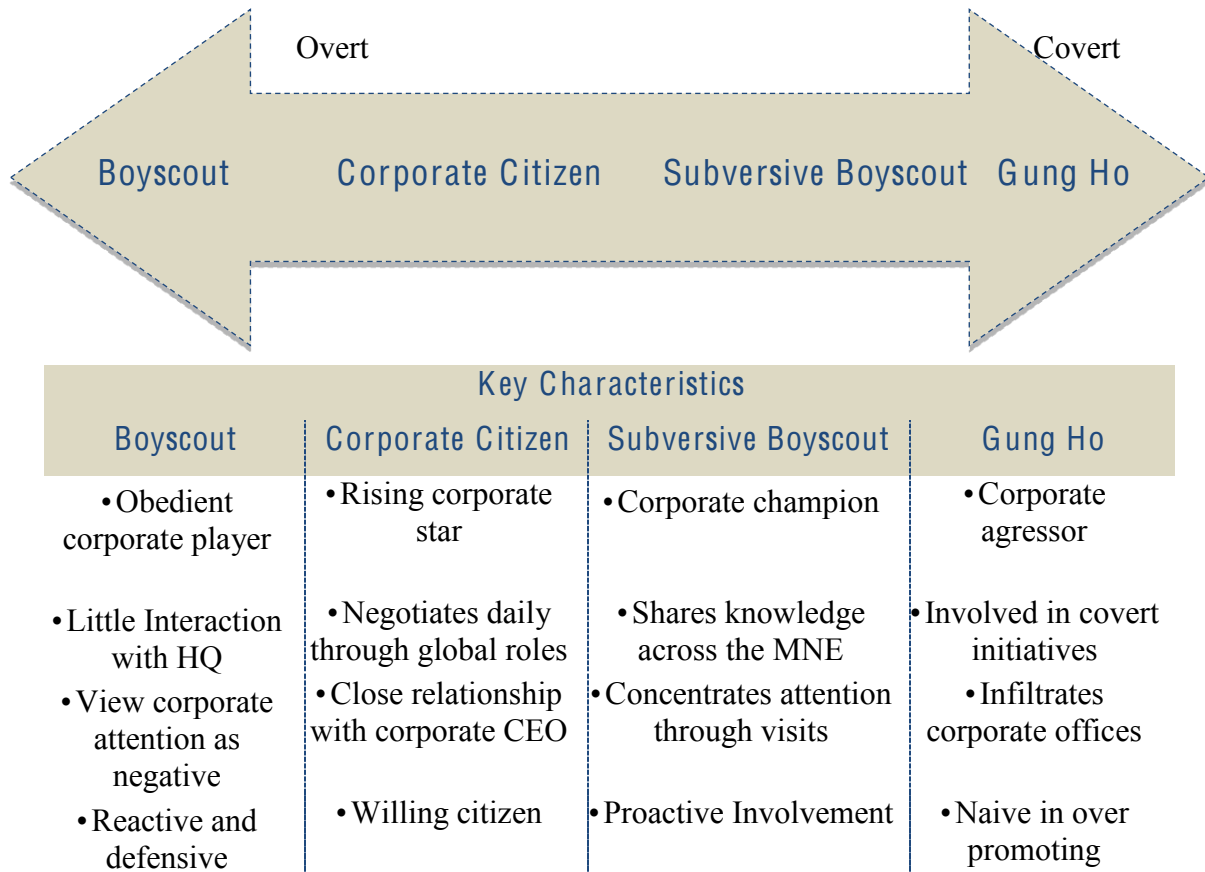 Overt
Covert
Boyscout
Corporate Citizen
Subversive Boyscout
Gung Ho
Key Characteristics
Boyscout
Corporate Citizen
Subversive Boyscout
Gung Ho
•Obedient
corporate player
•Little Interaction
with HQ
•View corporate
attention as
negative
•Reactive and
defensive
•Rising corporate
star
•Negotiates daily
through global roles
•Close relationship
with corporate CEO
•Willing citizen
•Corporate champion
•Shares knowledge
across the MNE
•Concentrates attention
through visits
•Proactive Involvement
•Corporate
agressor
•Involved in covert
initiatives
•Infiltrates
corporate offices
•Naive in over
promoting